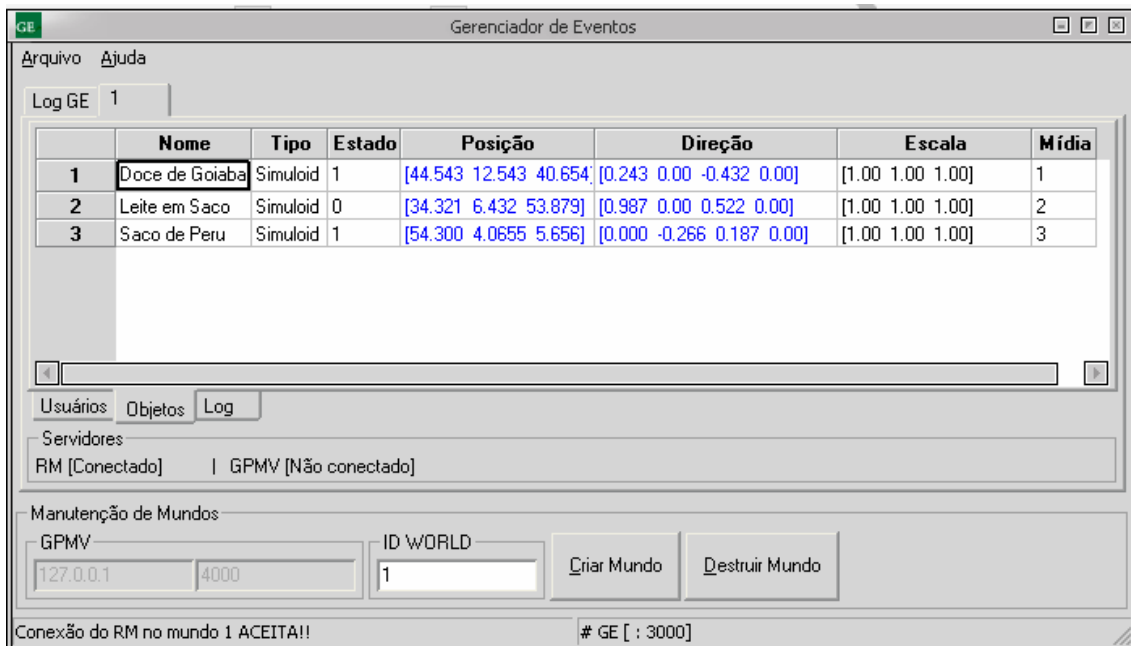 GE Gerenciador de Eventos
Arquivo Ajuda
Log GE 1
Nome Tipo Estado Posição Direção Escala Mídia
1 Doce de Goiaba Simuloid 1 [44.543 12.543 40.654] [0.243 0.00 -0.432 0.00] [1.00 1.00 1.00] 1
2 Leite em Saco Simuloid 0 [34.321 6.432 53.879] [0.987 0.00 0.522 0.00] [1.00 1.00 1.00] 2
3 Saco de Peru Simuloid 1 [54.300 4.0655 5.656] [0.000 -0.266 0.187 0.00] [1.00 1.00 1.00] 3
Usuários Objetos Log
Servidores
RM [Conectado] | GPMV [Não conectado]
Manutenção de Mundos
GPMV ID WORLD
127.0.0.1 4000 1 Criar Mundo Destruir Mundo
Conexão do RM no mundo 1 ACEITA!! # GE [ : 3000]